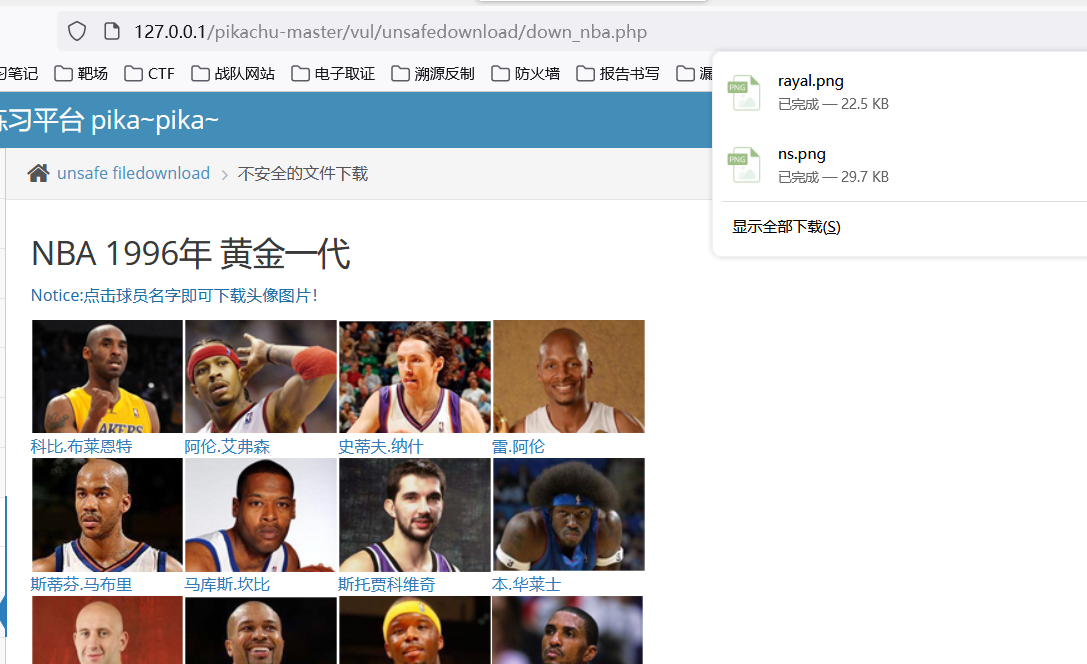 127.0.0.1/pikachu-master/vul/unsafedownload/down_nba.php
习笔记 靶场 CTF 战队网站 电子取证 溯源反制 防火墙 报告书写 漏
rayal.png
已完成 — 22.5 KB
ns.png
已完成 — 29.7 KB
显示全部下载(S)
练习平台 pika~pika~
unsafe filedownload 不安全的文件下载
NBA 1996年 黄金一代
Notice:点击球员名字即可下载头像图片!
科比.布莱恩特 阿伦.艾弗森 史蒂夫.纳什 雷.阿伦
斯蒂芬.马布里 马库斯.坎比 斯托贾科维奇 本.华莱士